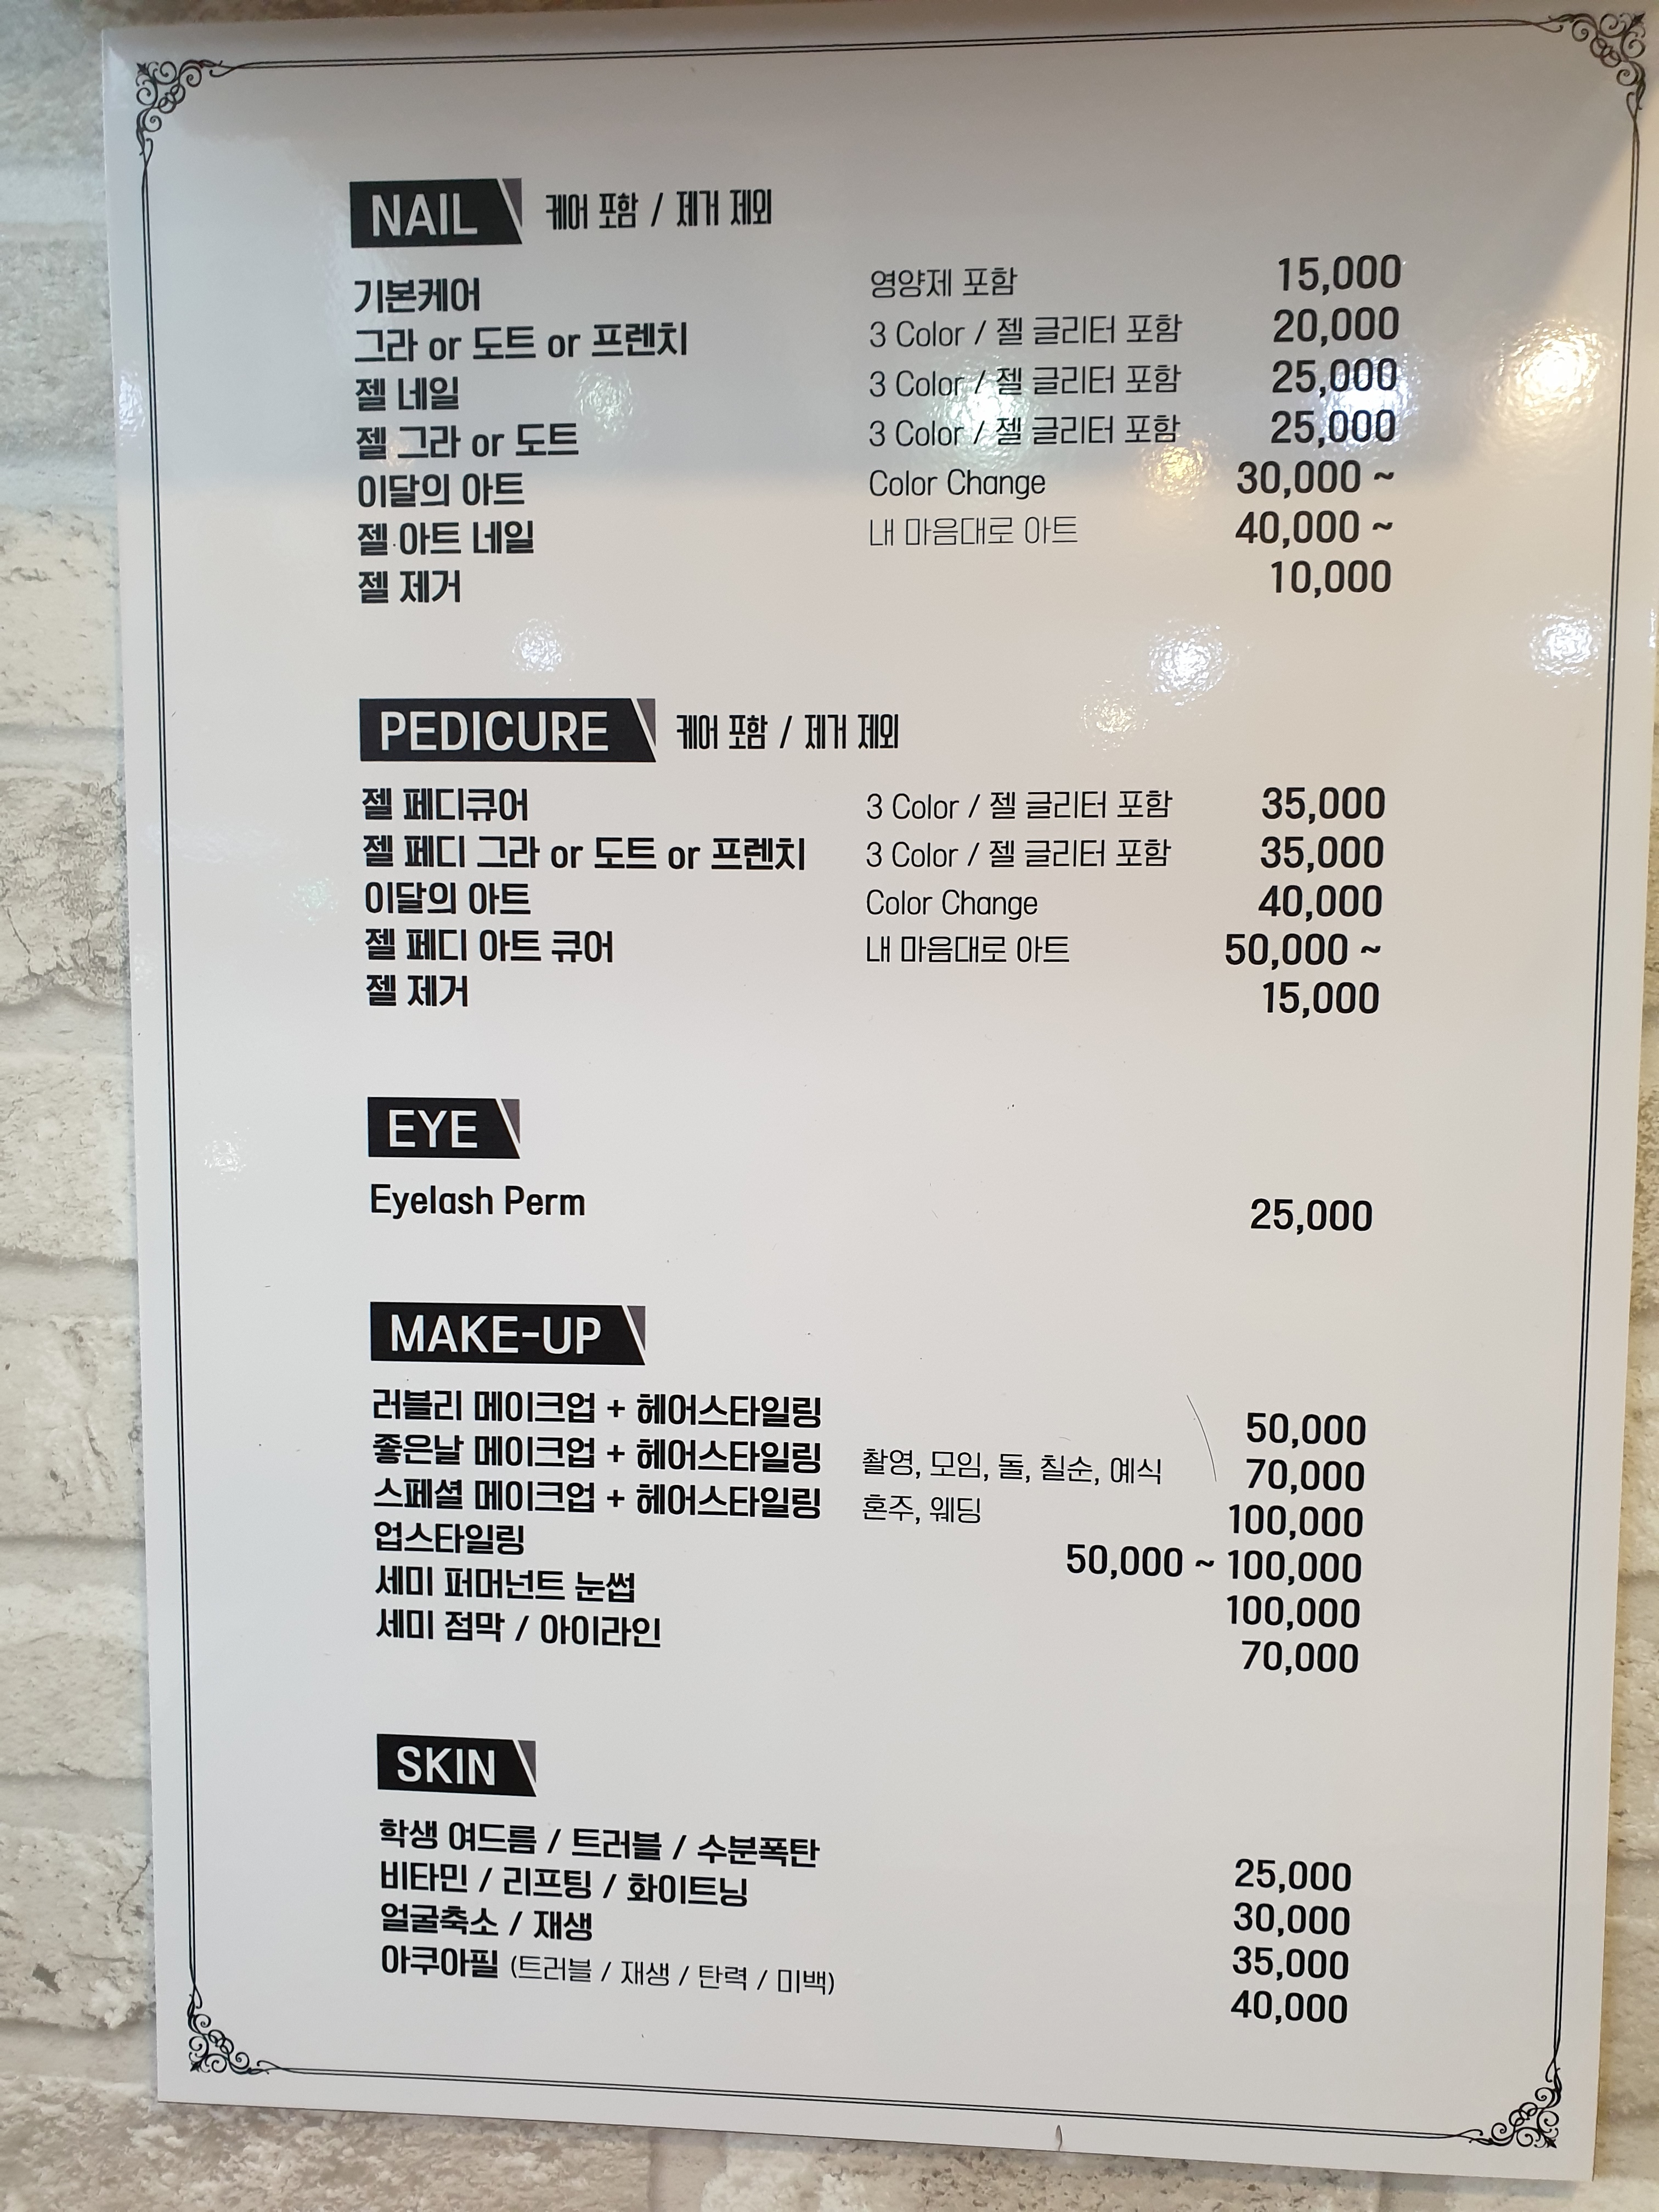 NAIL 케어 포함 / 제거 제외
기본케어 영양제 포함 15,000
그라 or 도트 or 프렌치 3 Color / 젤 글리터 포함 20,000
젤 네일 3 Color / 젤 글리터 포함 25,000
젤 그라 or 도트 3 Color / 젤 글리터 포함 25,000
이달의 아트 Color Change 30,000 ~
젤 아트 네일 내 마음대로 아트 40,000 ~
젤 제거 10,000
PEDICURE 케어 포함 / 제거 제외
젤 페디큐어 3 Color / 젤 글리터 포함 35,000
젤 페디 그라 or 도트 or 프렌치 3 Color / 젤 글리터 포함 35,000
이달의 아트 Color Change 40,000
젤 페디 아트 큐어 내 마음대로 아트 50,000 ~
젤 제거 15,000
EYE
Eyelash Perm 25,000
MAKE-UP
러블리 메이크업 + 헤어스타일링 50,000
좋은날 메이크업 + 헤어스타일링 촬영, 모임, 돌, 칠순, 예식 70,000
스페셜 메이크업 + 헤어스타일링 혼주, 웨딩 100,000
업스타일링 50,000 ~ 100,000
세미 퍼머넌트 눈썹 100,000
세미 점막 / 아이라인 70,000
SKIN
학생 여드름 / 트러블 / 수분폭탄 25,000
비타민 / 리프팅 / 화이트닝 30,000
얼굴축소 / 재생 35,000
아쿠아필 (트러블 / 재생 / 탄력 / 미백) 40,000